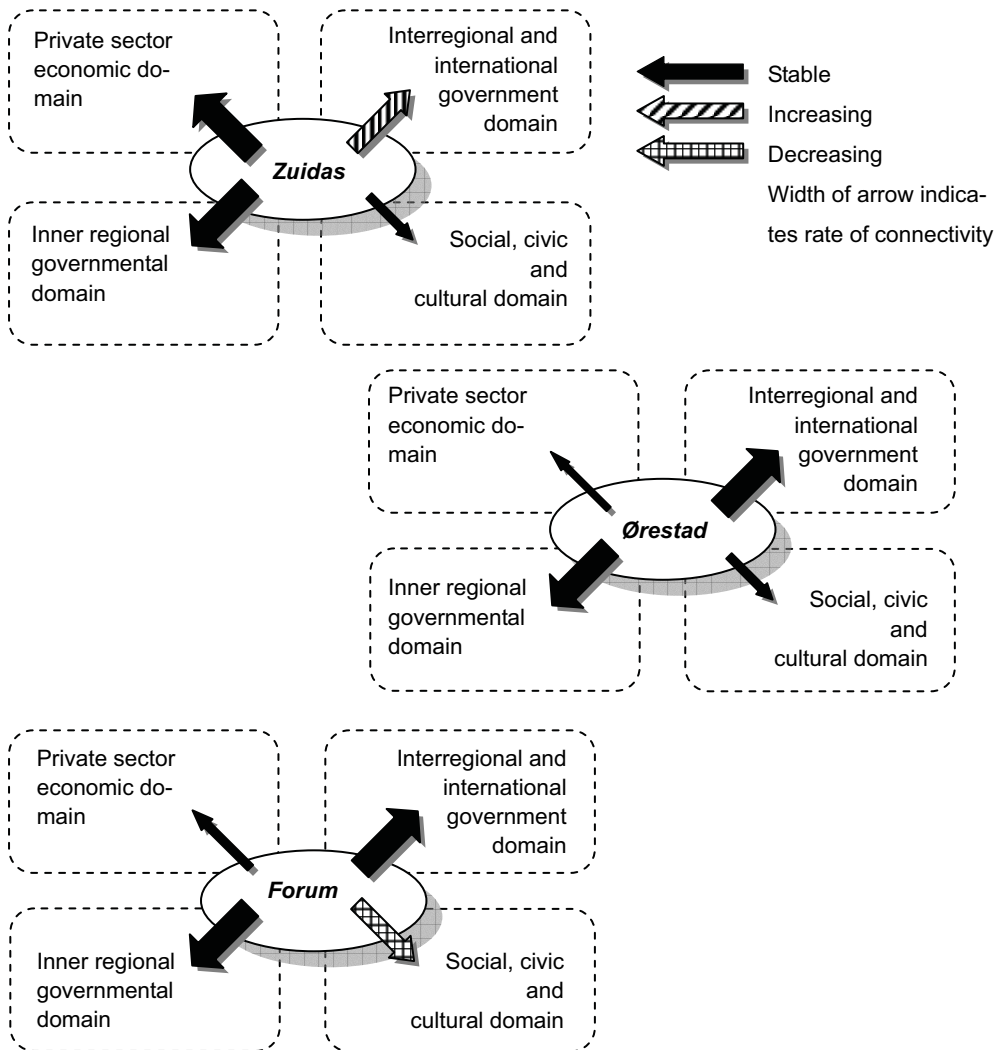 Private sector
economic do-
main
Interregional and
international
government
domain
Zuidas
Inner regional
governmental
domain
Social, civic
and
cultural domain
Stable
Increasing
Decreasing
Width of arrow indica-
tes rate of connectivity
Private sector
economic do-
main
Interregional and
international
government
domain
Ørestad
Inner regional
governmental
domain
Social, civic
and
cultural domain
Private sector
economic do-
main
Interregional and
international
government
domain
Forum
Inner regional
governmental
domain
Social, civic
and
cultural domain